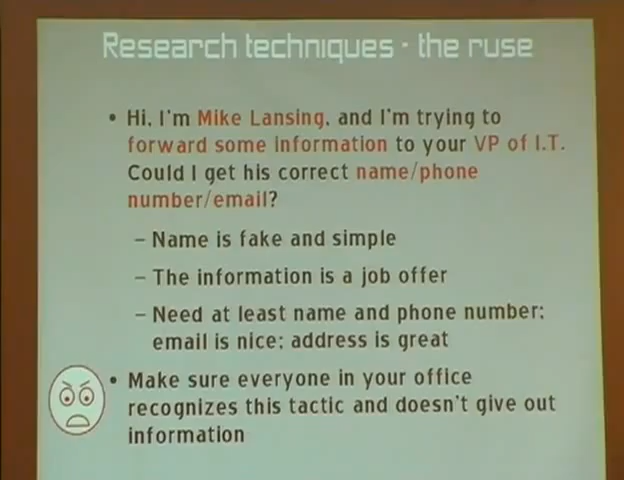 Research techniques - the ruse
• Hi, I'm Mike Lansing, and I'm trying to
forward some information to your VP of I.T.
Could I get his correct name/phone
number/email?
– Name is fake and simple
– The information is a job offer
– Need at least name and phone number;
email is nice; address is great
• Make sure everyone in your office
recognizes this tactic and doesn't give out
information